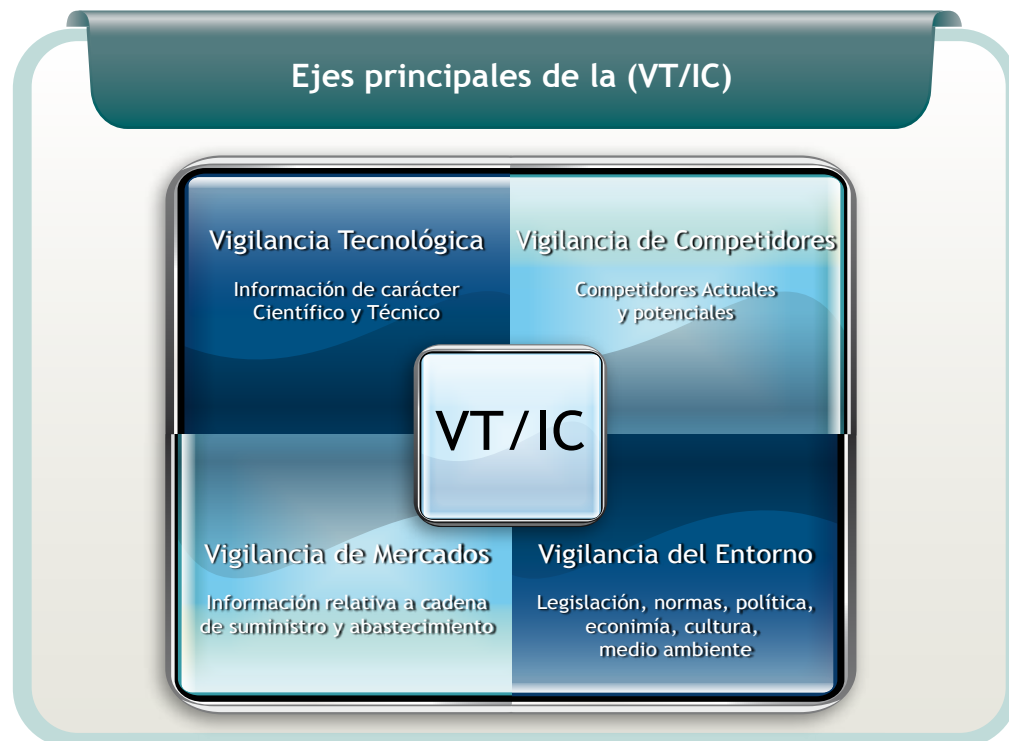 Ejes principales de la (VT/IC)
Vigilancia Tecnológica
Información de carácter
Científico y Técnico
Vigilancia de Competidores
Competidores Actuales
y potenciales
VT/IC
Vigilancia de Mercados
Información relativa a cadena
de suministro y abastecimiento
Vigilancia del Entorno
Legislación, normas, política,
econimía, cultura,
medio ambiente